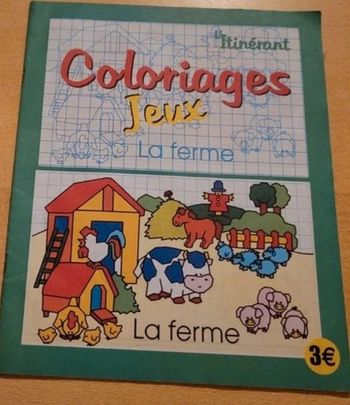 l'Itinérant
Coloriages
Jeux
La ferme
La ferme
3€